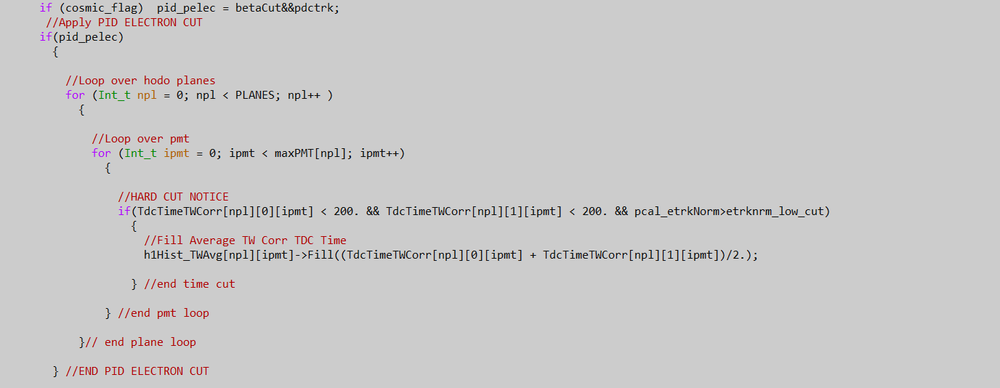 if (cosmic_flag)  pid_pelec = betaCut&&pdctrk;
//Apply PID ELECTRON CUT
if(pid_pelec)
{
//Loop over hodo planes
for (Int_t npl = 0; npl < PLANES; npl++ )
{
//Loop over pmt
for (Int_t ipmt = 0; ipmt < maxPMT[npl]; ipmt++)
{
//HARD CUT NOTICE
if(TdcTimeTWCorr[npl][0][ipmt] < 200. && TdcTimeTWCorr[npl][1][ipmt] < 200. && pcal_etrkNorm>etrknrm_low_cut)
{
//Fill Average TW Corr TDC Time
h1Hist_TWAvg[npl][ipmt]->Fill((TdcTimeTWCorr[npl][0][ipmt] + TdcTimeTWCorr[npl][1][ipmt])/2.);
} //end time cut
} //end pmt loop
}// end plane loop
} //END PID ELECTRON CUT